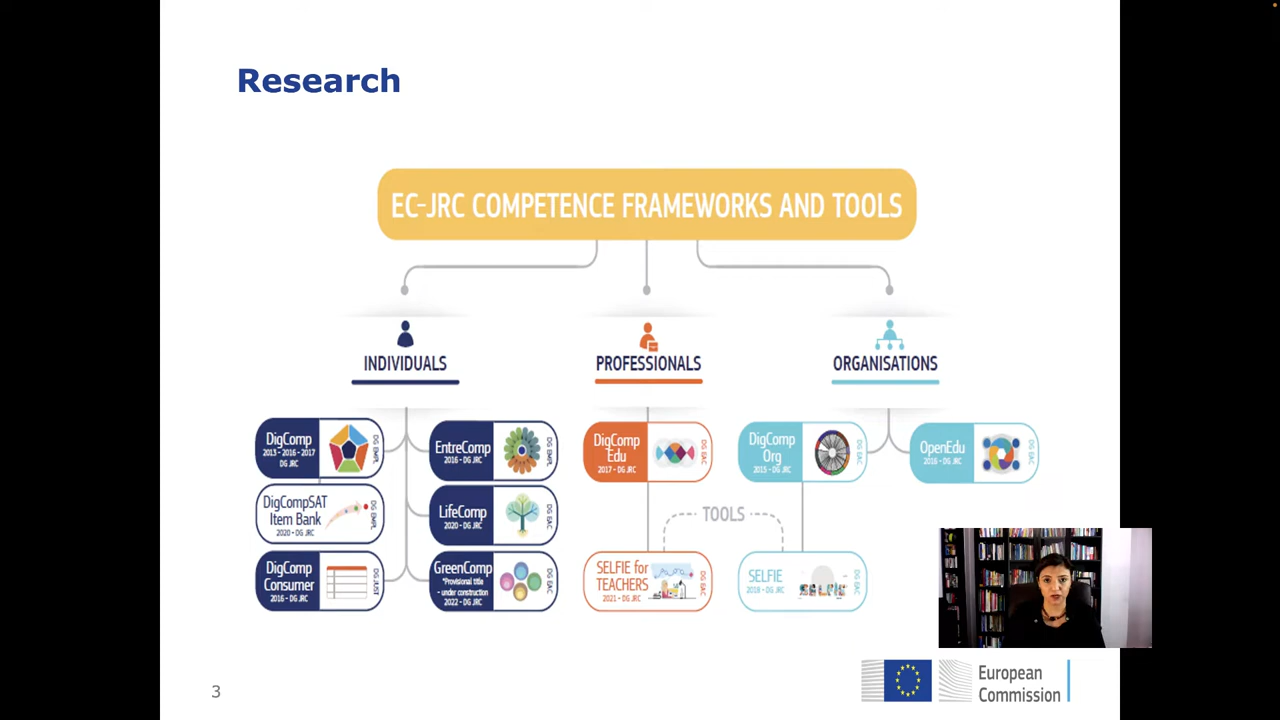 Research
EC-JRC COMPETENCE FRAMEWORKS AND TOOLS
INDIVIDUALS
PROFESSIONALS
ORGANISATIONS
DigComp
2013 - 2016 - 2017
DG JRC
DG EMPL
EntreComp
2016 - DG JRC
DG EMPL
DigComp
Edu
2017 - DG JRC
DG EAC
DigComp
Org
2015 - DG JRC
DG EAC
OpenEdu
2016 - DG JRC
DG EAC
DigCompSAT
Item Bank
2020 - DG JRC
DG EMPL
LifeComp
2020 - DG JRC
DG EAC
TOOLS
DigComp
Consumer
2016 - DG JRC
DG JUST
GreenComp
*Provisional title
- under construction
2022 - DG JRC
DG EAC
SELFIE for
TEACHERS
2021 - DG JRC
DG EAC
SELFIE
2018 - DG JRC
SELFIE
DG EAC
3
European
Commission